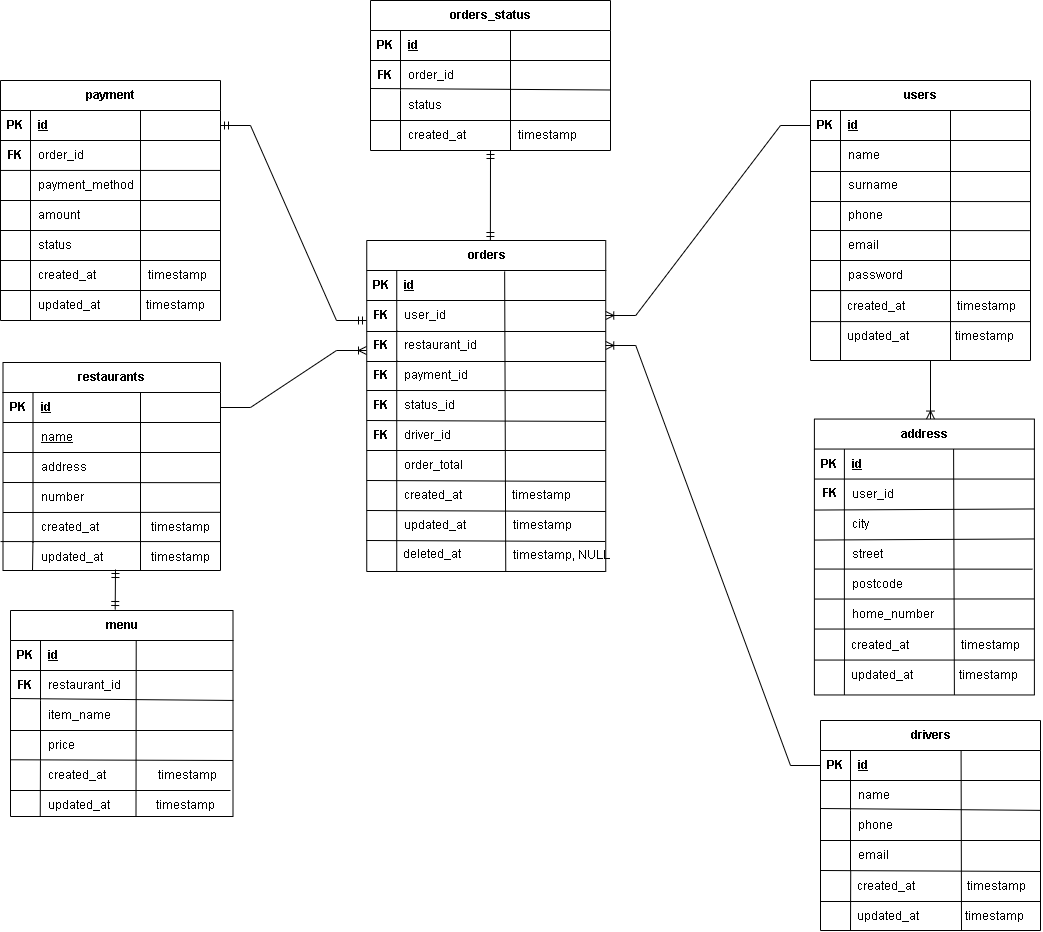 orders_status
PK id
FK order_id
status
created_at timestamp
payment
PK id
FK order_id
payment_method
amount
status
created_at timestamp
updated_at timestamp
users
PK id
name
surname
phone
email
password
created_at timestamp
updated_at timestamp
orders
PK id
FK user_id
FK restaurant_id
FK payment_id
FK status_id
FK driver_id
order_total
created_at timestamp
updated_at timestamp
deleted_at timestamp, NULL
restaurants
PK id
name
address
number
created_at timestamp
updated_at timestamp
address
PK id
FK user_id
city
street
postcode
home_number
created_at timestamp
updated_at timestamp
menu
PK id
FK restaurant_id
item_name
price
created_at timestamp
updated_at timestamp
drivers
PK id
name
phone
email
created_at timestamp
updated_at timestamp